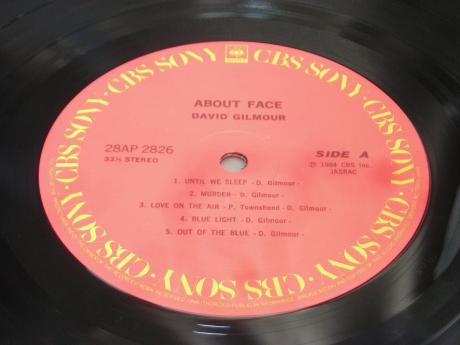 CBS SONY · CBS SONY · CBS SONY · CBS SONY · CBS SONY · CBS SONY
ABOUT FACE
DAVID GILMOUR
28AP 2826
33⅓ STEREO
SIDE A
℗ 1984 CBS Inc.
JASRAC
1. UNTIL WE SLEEP - D. Gilmour -
2. MURDER - D. Gilmour -
3. LOVE ON THE AIR - P. Townshend - D. Gilmour -
4. BLUE LIGHT - D. Gilmour -
5. OUT OF THE BLUE - D. Gilmour -